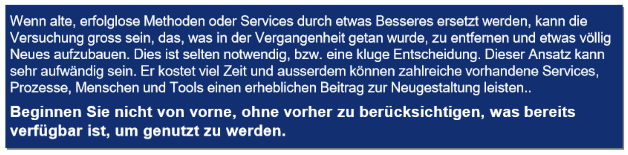 Wenn alte, erfolglose Methoden oder Services durch etwas Besseres ersetzt werden, kann die
Versuchung gross sein, das, was in der Vergangenheit getan wurde, zu entfernen und etwas völlig
Neues aufzubauen. Dies ist selten notwendig, bzw. eine kluge Entscheidung. Dieser Ansatz kann
sehr aufwändig sein. Er kostet viel Zeit und ausserdem können zahlreiche vorhandene Services,
Prozesse, Menschen und Tools einen erheblichen Beitrag zur Neugestaltung leisten..
Beginnen Sie nicht von vorne, ohne vorher zu berücksichtigen, was bereits
verfügbar ist, um genutzt zu werden.